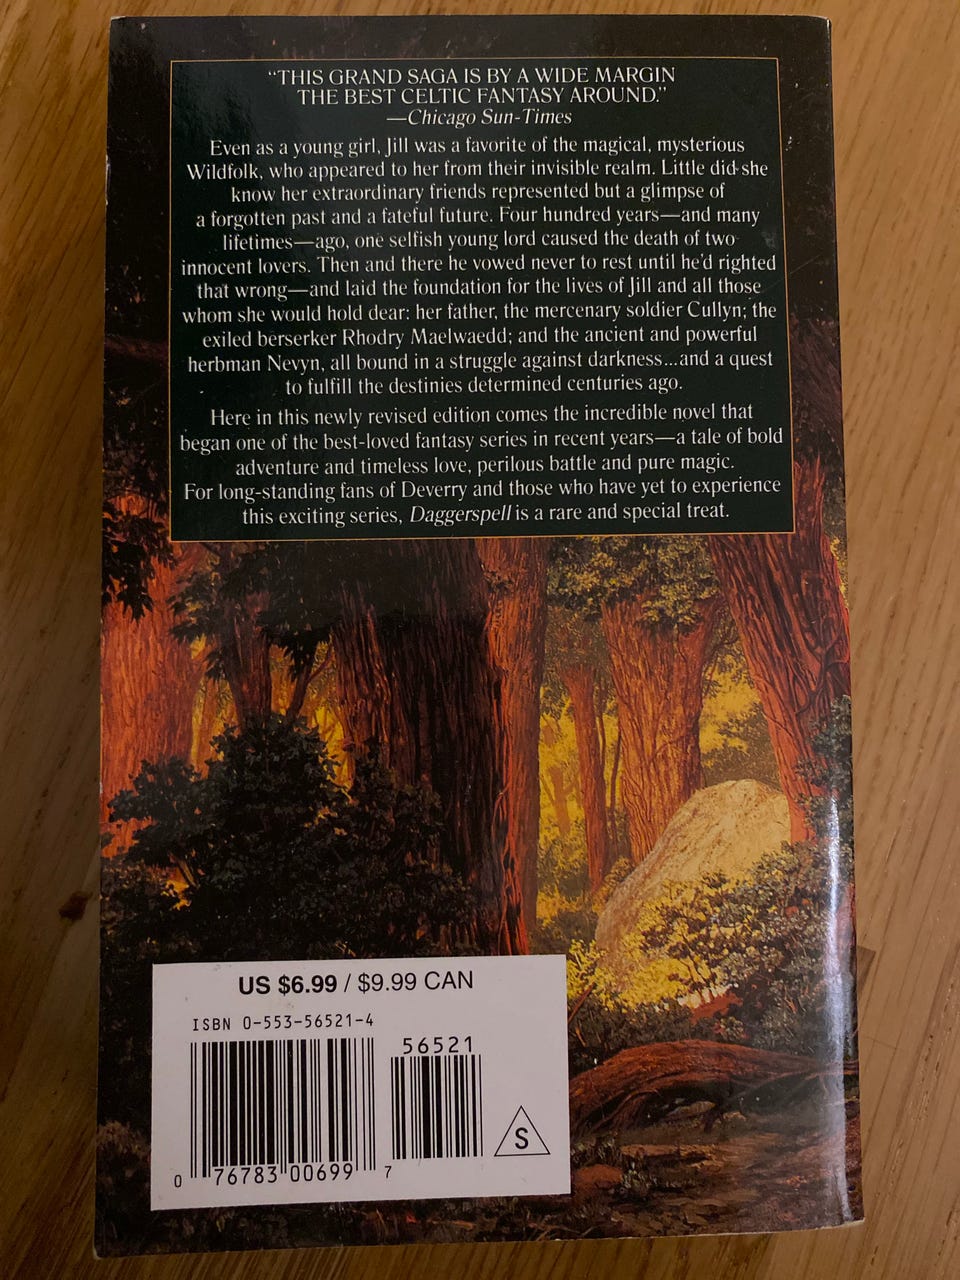 “THIS GRAND SAGA IS BY A WIDE MARGIN
THE BEST CELTIC FANTASY AROUND.”
—Chicago Sun-Times
Even as a young girl, Jill was a favorite of the magical, mysterious
Wildfolk, who appeared to her from their invisible realm. Little did she
know her extraordinary friends represented but a glimpse of
a forgotten past and a fateful future. Four hundred years—and many
lifetimes—ago, one selfish young lord caused the death of two
innocent lovers. Then and there he vowed never to rest until he'd righted
that wrong—and laid the foundation for the lives of Jill and all those
whom she would hold dear: her father, the mercenary soldier Cullyn; the
exiled berserker Rhodry Maelwaedd; and the ancient and powerful
herbman Nevyn, all bound in a struggle against darkness...and a quest
to fulfill the destinies determined centuries ago.
Here in this newly revised edition comes the incredible novel that
began one of the best-loved fantasy series in recent years—a tale of bold
adventure and timeless love, perilous battle and pure magic.
For long-standing fans of Deverry and those who have yet to experience
this exciting series, Daggerspell is a rare and special treat.
US $6.99 / $9.99 CAN
ISBN 0-553-56521-4
56521
S
0 76783 00699 7